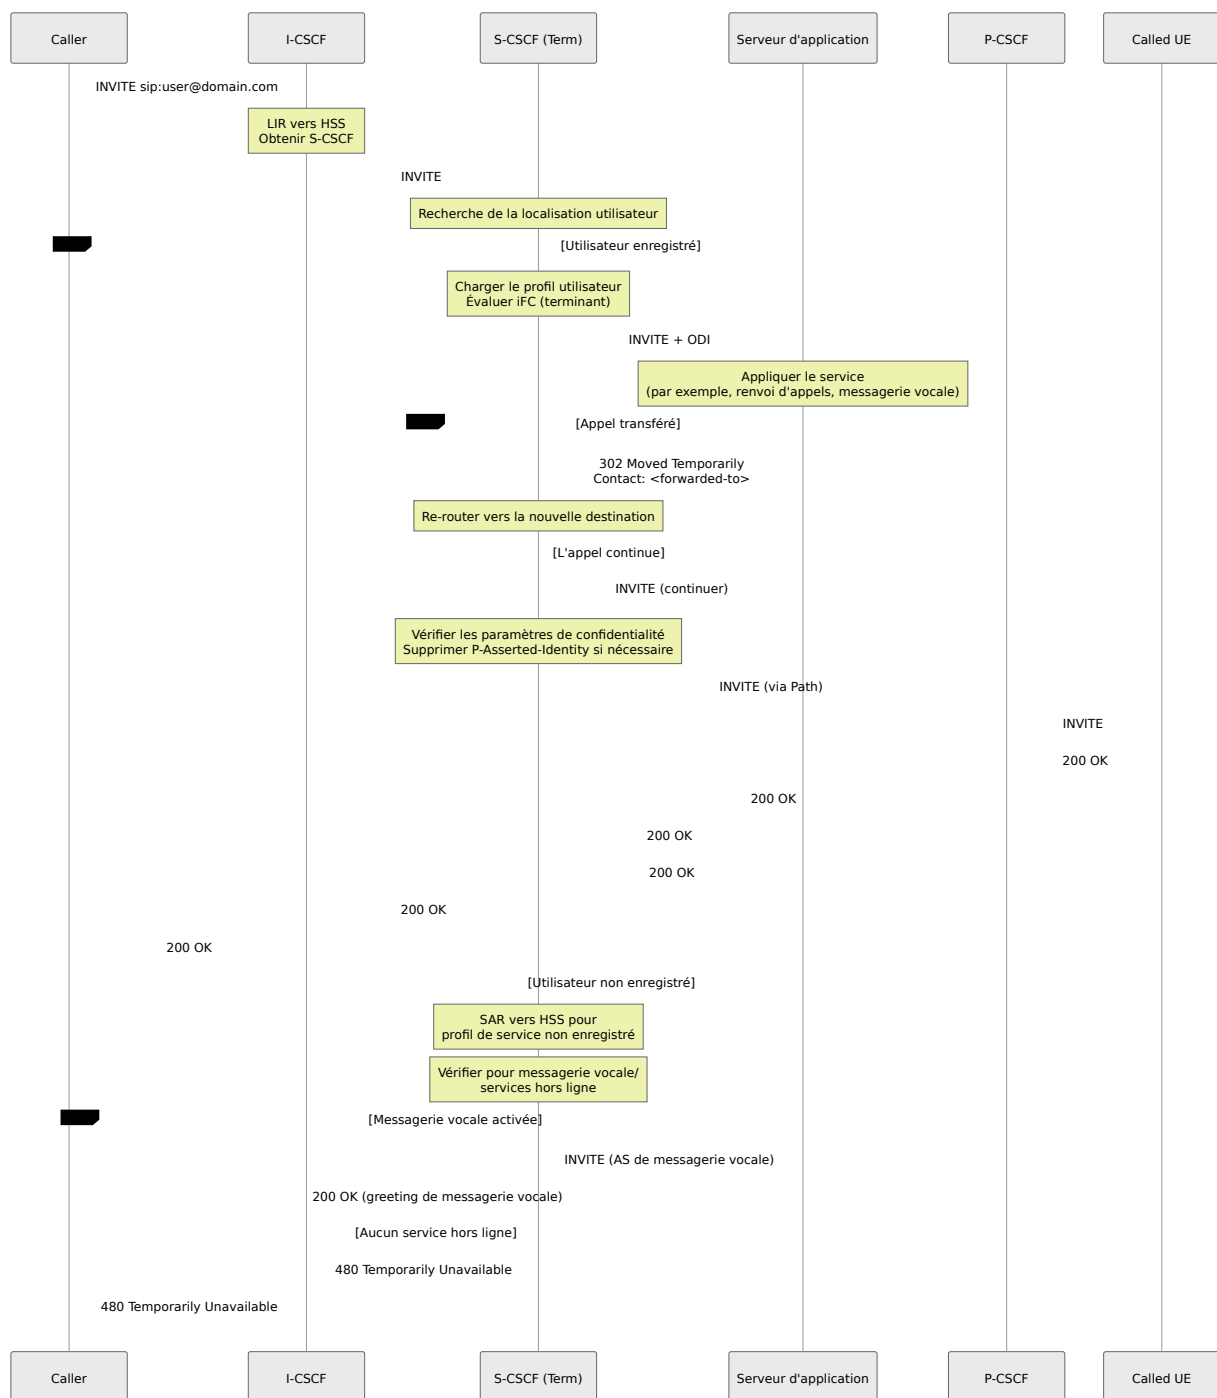 Caller
I-CSCF
S-CSCF (Term)
Serveur d'application
P-CSCF
Called UE
INVITE sip:user@domain.com
LIR vers HSS
Obtenir S-CSCF
INVITE
Recherche de la localisation utilisateur
[Utilisateur enregistré]
Charger le profil utilisateur
Évaluer iFC (terminant)
INVITE + ODI
Appliquer le service
(par exemple, renvoi d'appels, messagerie vocale)
[Appel transféré]
302 Moved Temporarily
Contact: <forwarded-to>
Re-router vers la nouvelle destination
[L'appel continue]
INVITE (continuer)
Vérifier les paramètres de confidentialité
Supprimer P-Asserted-Identity si nécessaire
INVITE (via Path)
INVITE
200 OK
200 OK
200 OK
200 OK
200 OK
200 OK
[Utilisateur non enregistré]
SAR vers HSS pour
profil de service non enregistré
Vérifier pour messagerie vocale/
services hors ligne
[Messagerie vocale activée]
INVITE (AS de messagerie vocale)
200 OK (greeting de messagerie vocale)
[Aucun service hors ligne]
480 Temporarily Unavailable
480 Temporarily Unavailable
Caller
I-CSCF
S-CSCF (Term)
Serveur d'application
P-CSCF
Called UE